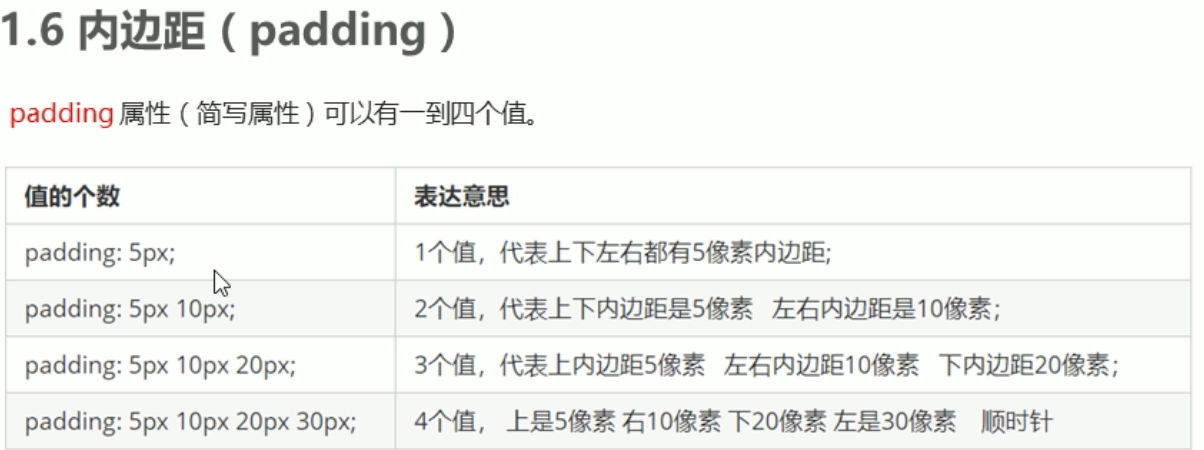 1.6 内边距（padding）
padding 属性（简写属性）可以有一到四个值。
值的个数 表达意思
padding: 5px; 1个值，代表上下左右都有5像素内边距;
padding: 5px 10px; 2个值，代表上下内边距是5像素 左右内边距是10像素;
padding: 5px 10px 20px; 3个值，代表上内边距5像素 左右内边距10像素 下内边距20像素;
padding: 5px 10px 20px 30px; 4个值， 上是5像素 右10像素 下20像素 左是30像素 顺时针